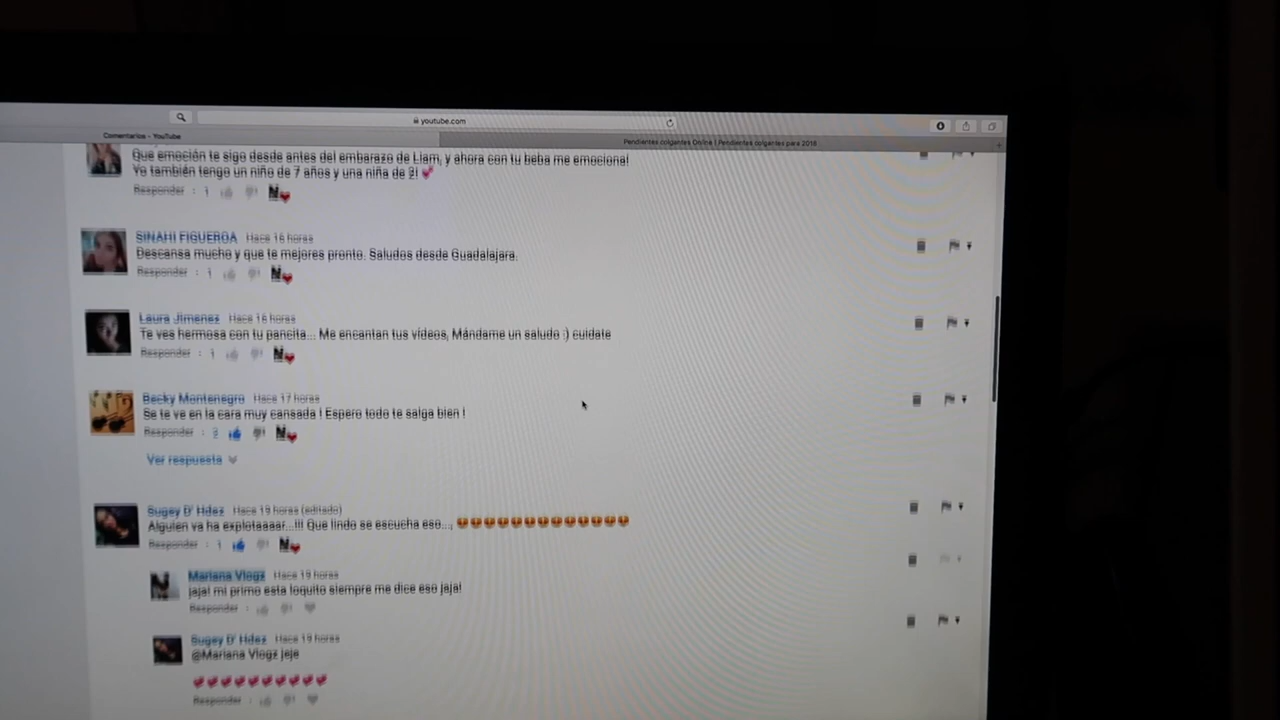 youtube.com
Comentarios - YouTube
Pendientes colgantes Online | Pendientes colgantes para 2018
Que emoción te sigo desde antes del embarazo de Liam, y ahora con tu beba me emociona!
Yo también tengo un niño de 7 años y una niña de 2!
Responder 1
SINAHI FIGUEROA Hace 16 horas
Descansa mucho y que te mejores pronto. Saludos desde Guadalajara.
Responder 1
Laura Jimenez Hace 16 horas
Te ves hermosa con tu pancita... Me encantan tus vídeos, Mándame un saludo :) cuidate
Responder 1
Becky Montenegro Hace 17 horas
Se te ve en la cara muy cansada ! Espero todo te salga bien !
Responder 2
Ver respuesta
Sugey D' Hdez Hace 19 horas (editado)
Alguien va ha explotaaaar...!!! Que lindo se escucha eso....
Responder 1
Mariana Vlogz Hace 19 horas
jaja! mi primo esta loquito siempre me dice eso jaja!
Responder
Sugey D' Hdez Hace 19 horas
@Mariana Vlogz jeje
Responder